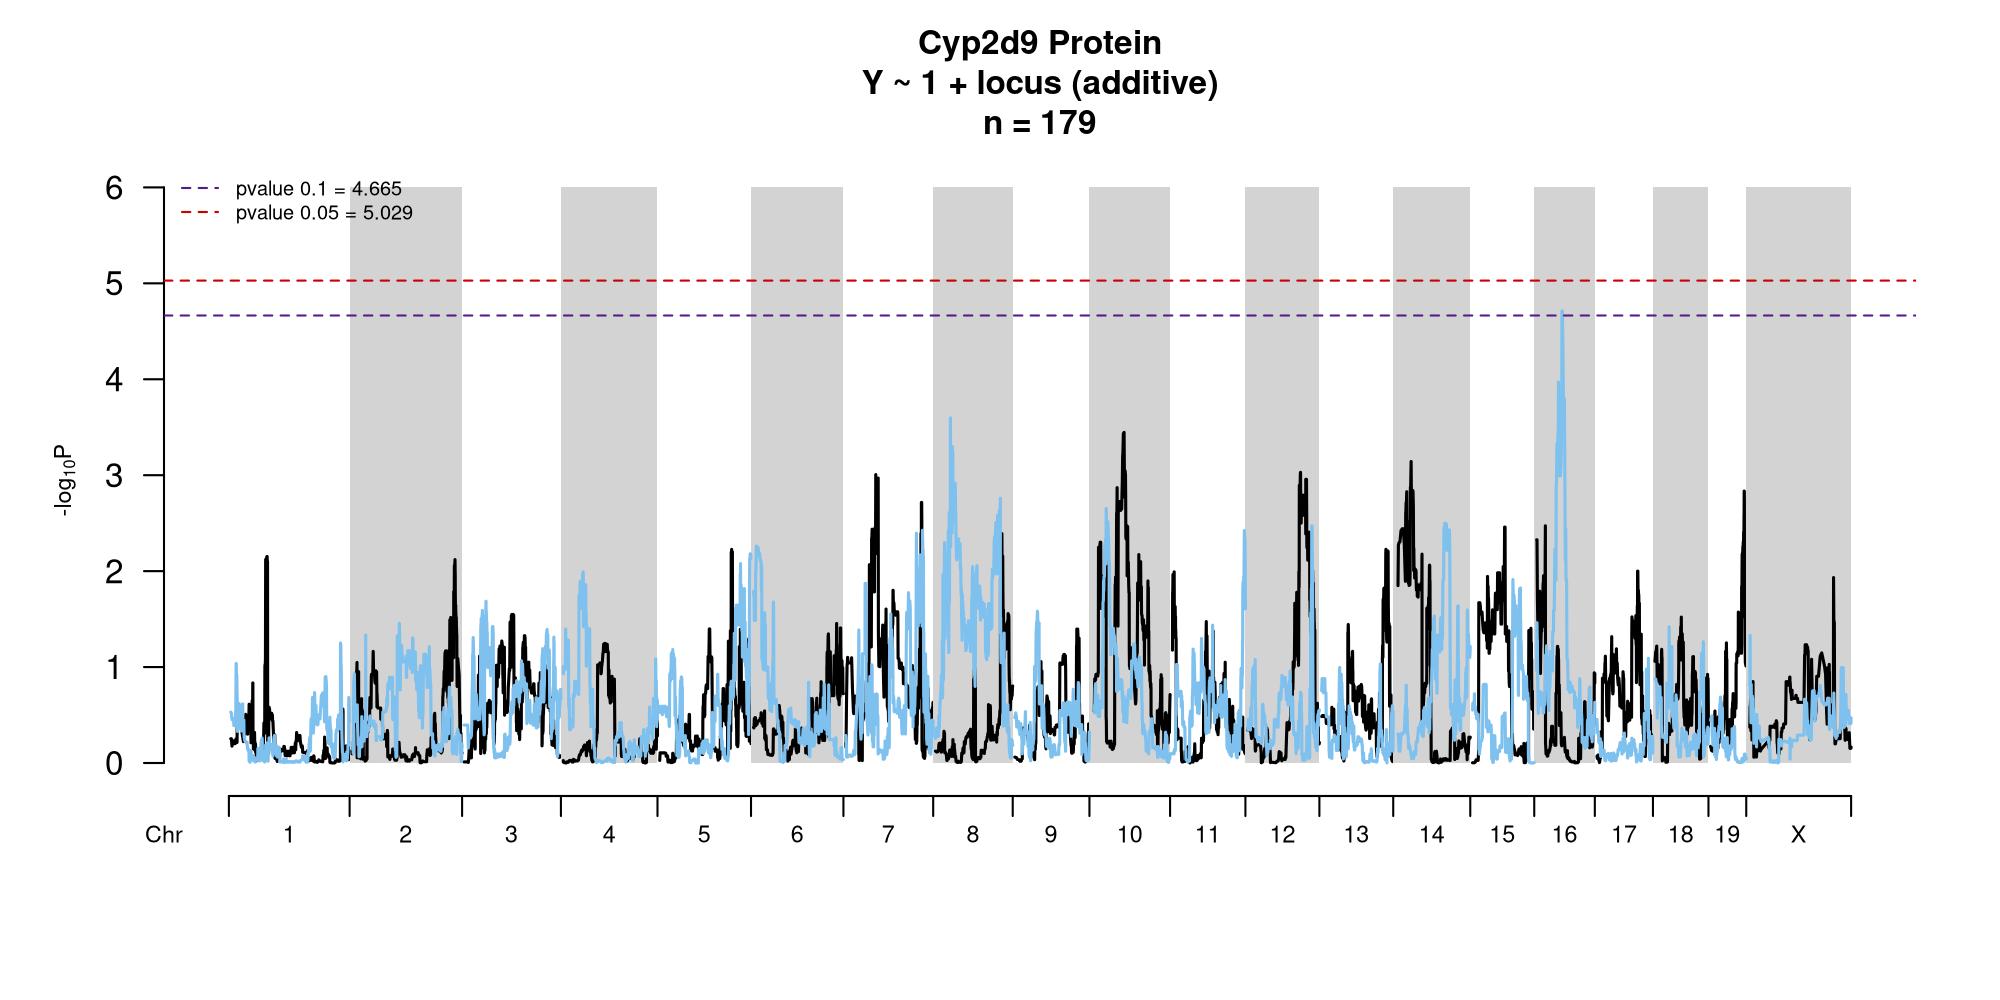 Cyp2d9 Protein
Y ~ 1 + locus (additive)
n = 179
pvalue 0.1 = 4.665
pvalue 0.05 = 5.029
6
5
4
3
2
1
0
-log10P
Chr 1 2 3 4 5 6 7 8 9 10 11 12 13 14 15 16 17 18 19 X